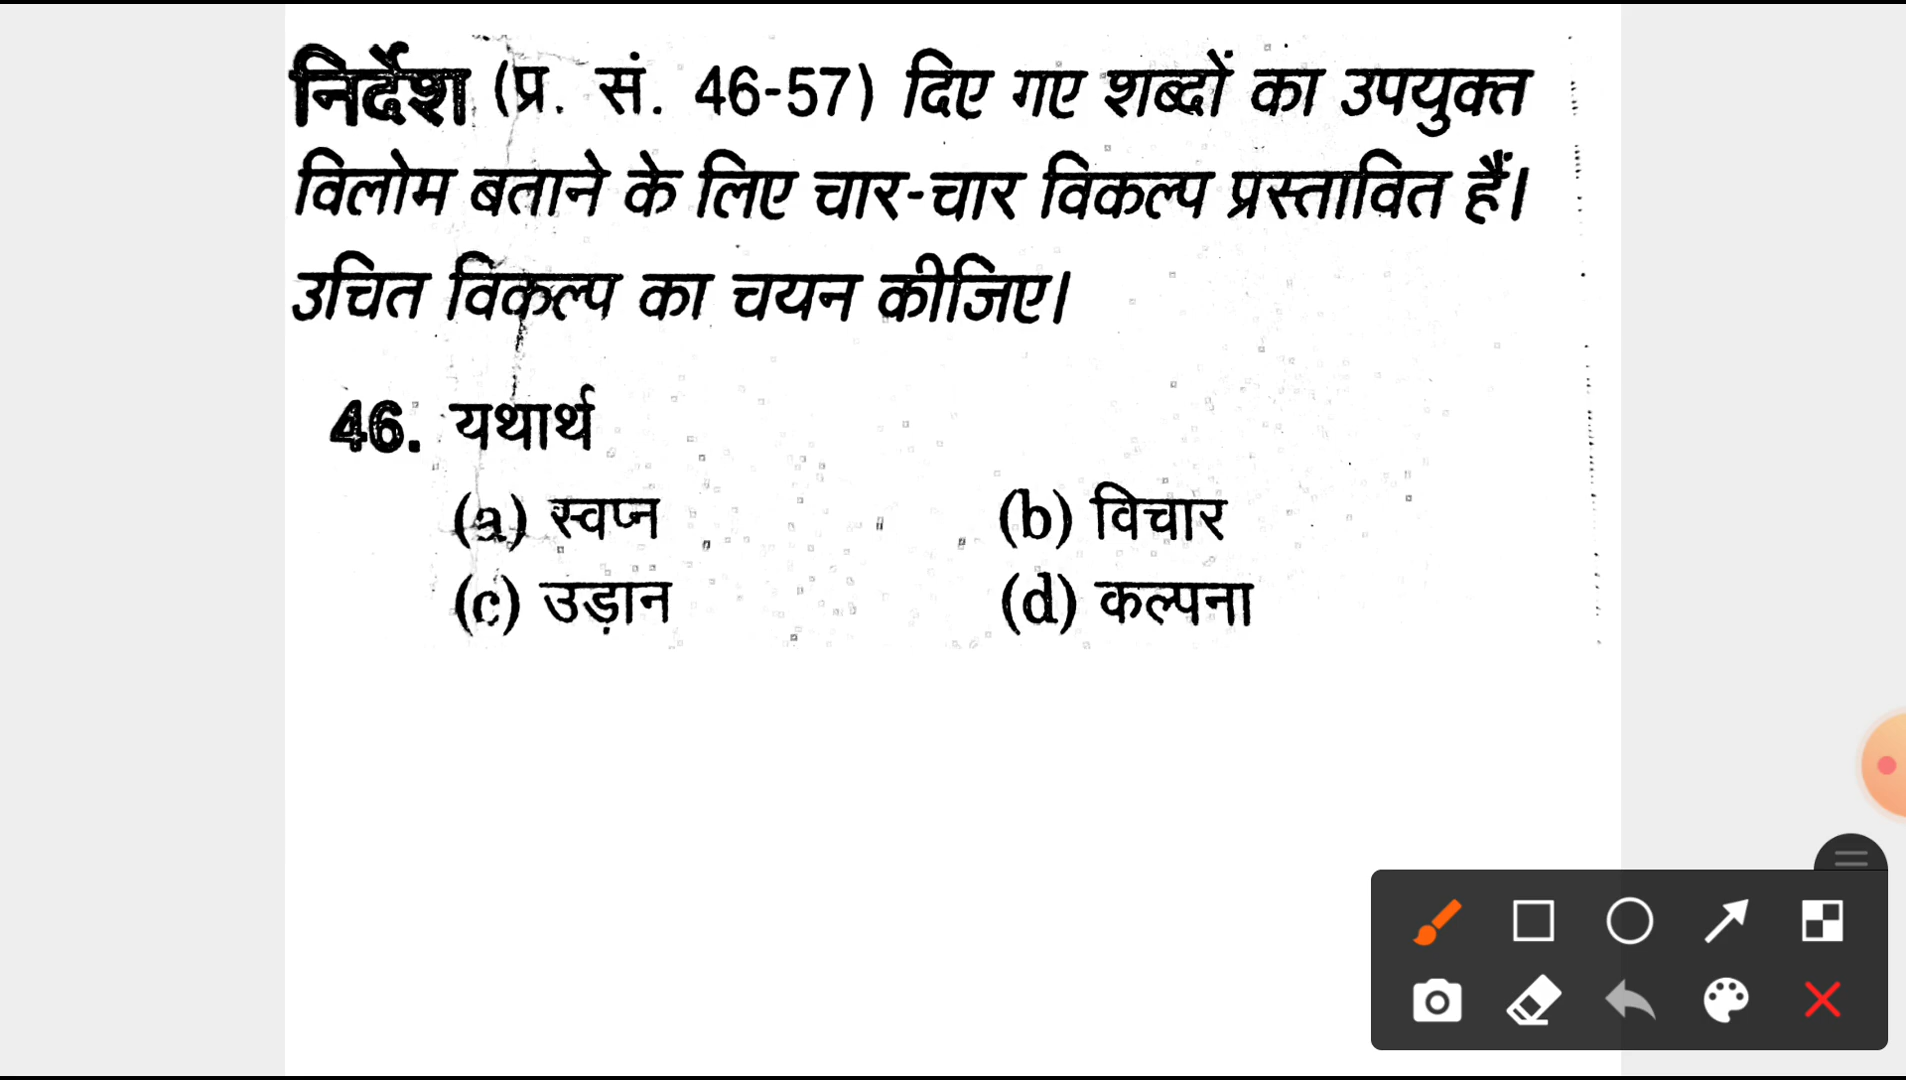 निर्देश (प्र. सं. 46-57) दिए गए शब्दों का उपयुक्त
विलोम बताने के लिए चार-चार विकल्प प्रस्तावित हैं।
उचित विकल्प का चयन कीजिए।
46. यथार्थ
(a) स्वप्न (b) विचार
(c) उड़ान (d) कल्पना